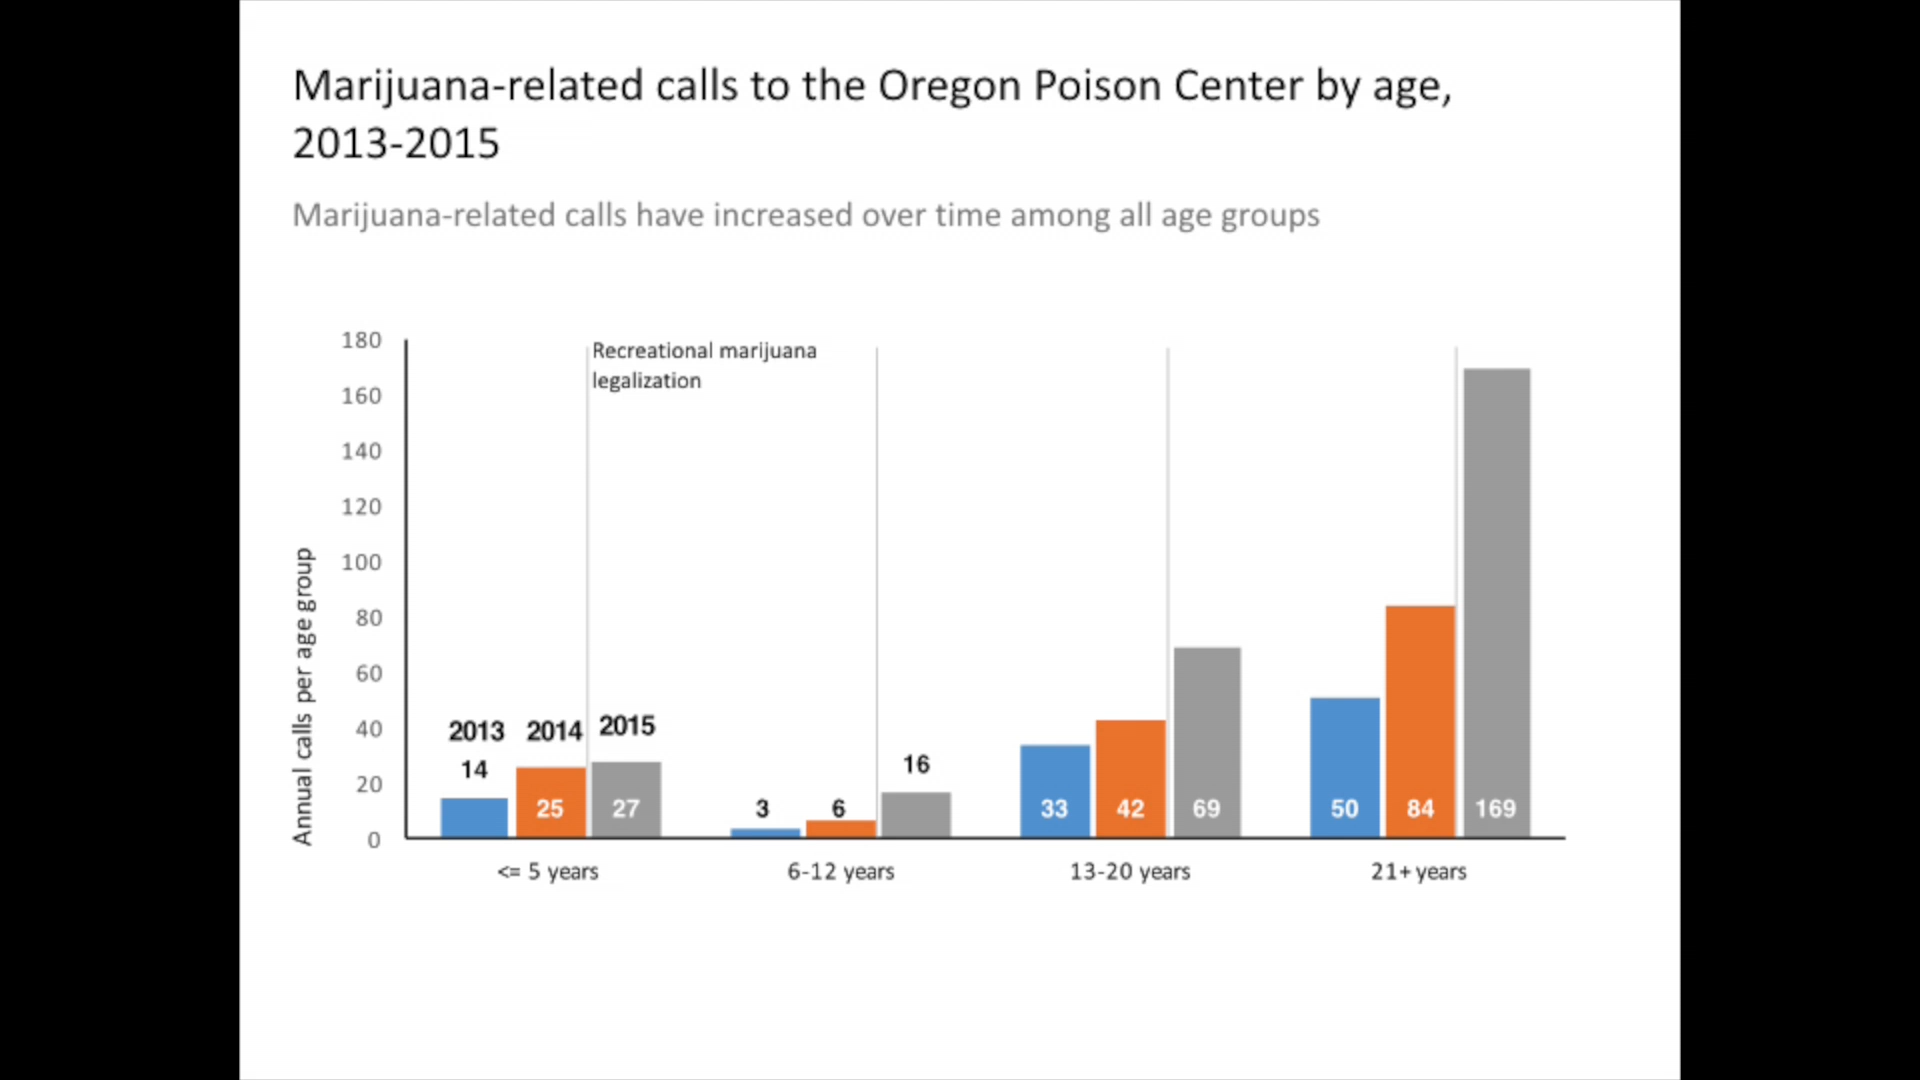 Marijuana-related calls to the Oregon Poison Center by age,
2013-2015
Marijuana-related calls have increased over time among all age groups
Annual calls per age group
180
160
140
120
100
80
60
40
20
0
Recreational marijuana
legalization
2013 2014 2015
14 25 27
3 6 16
33 42 69
50 84 169
<= 5 years 6-12 years 13-20 years 21+ years